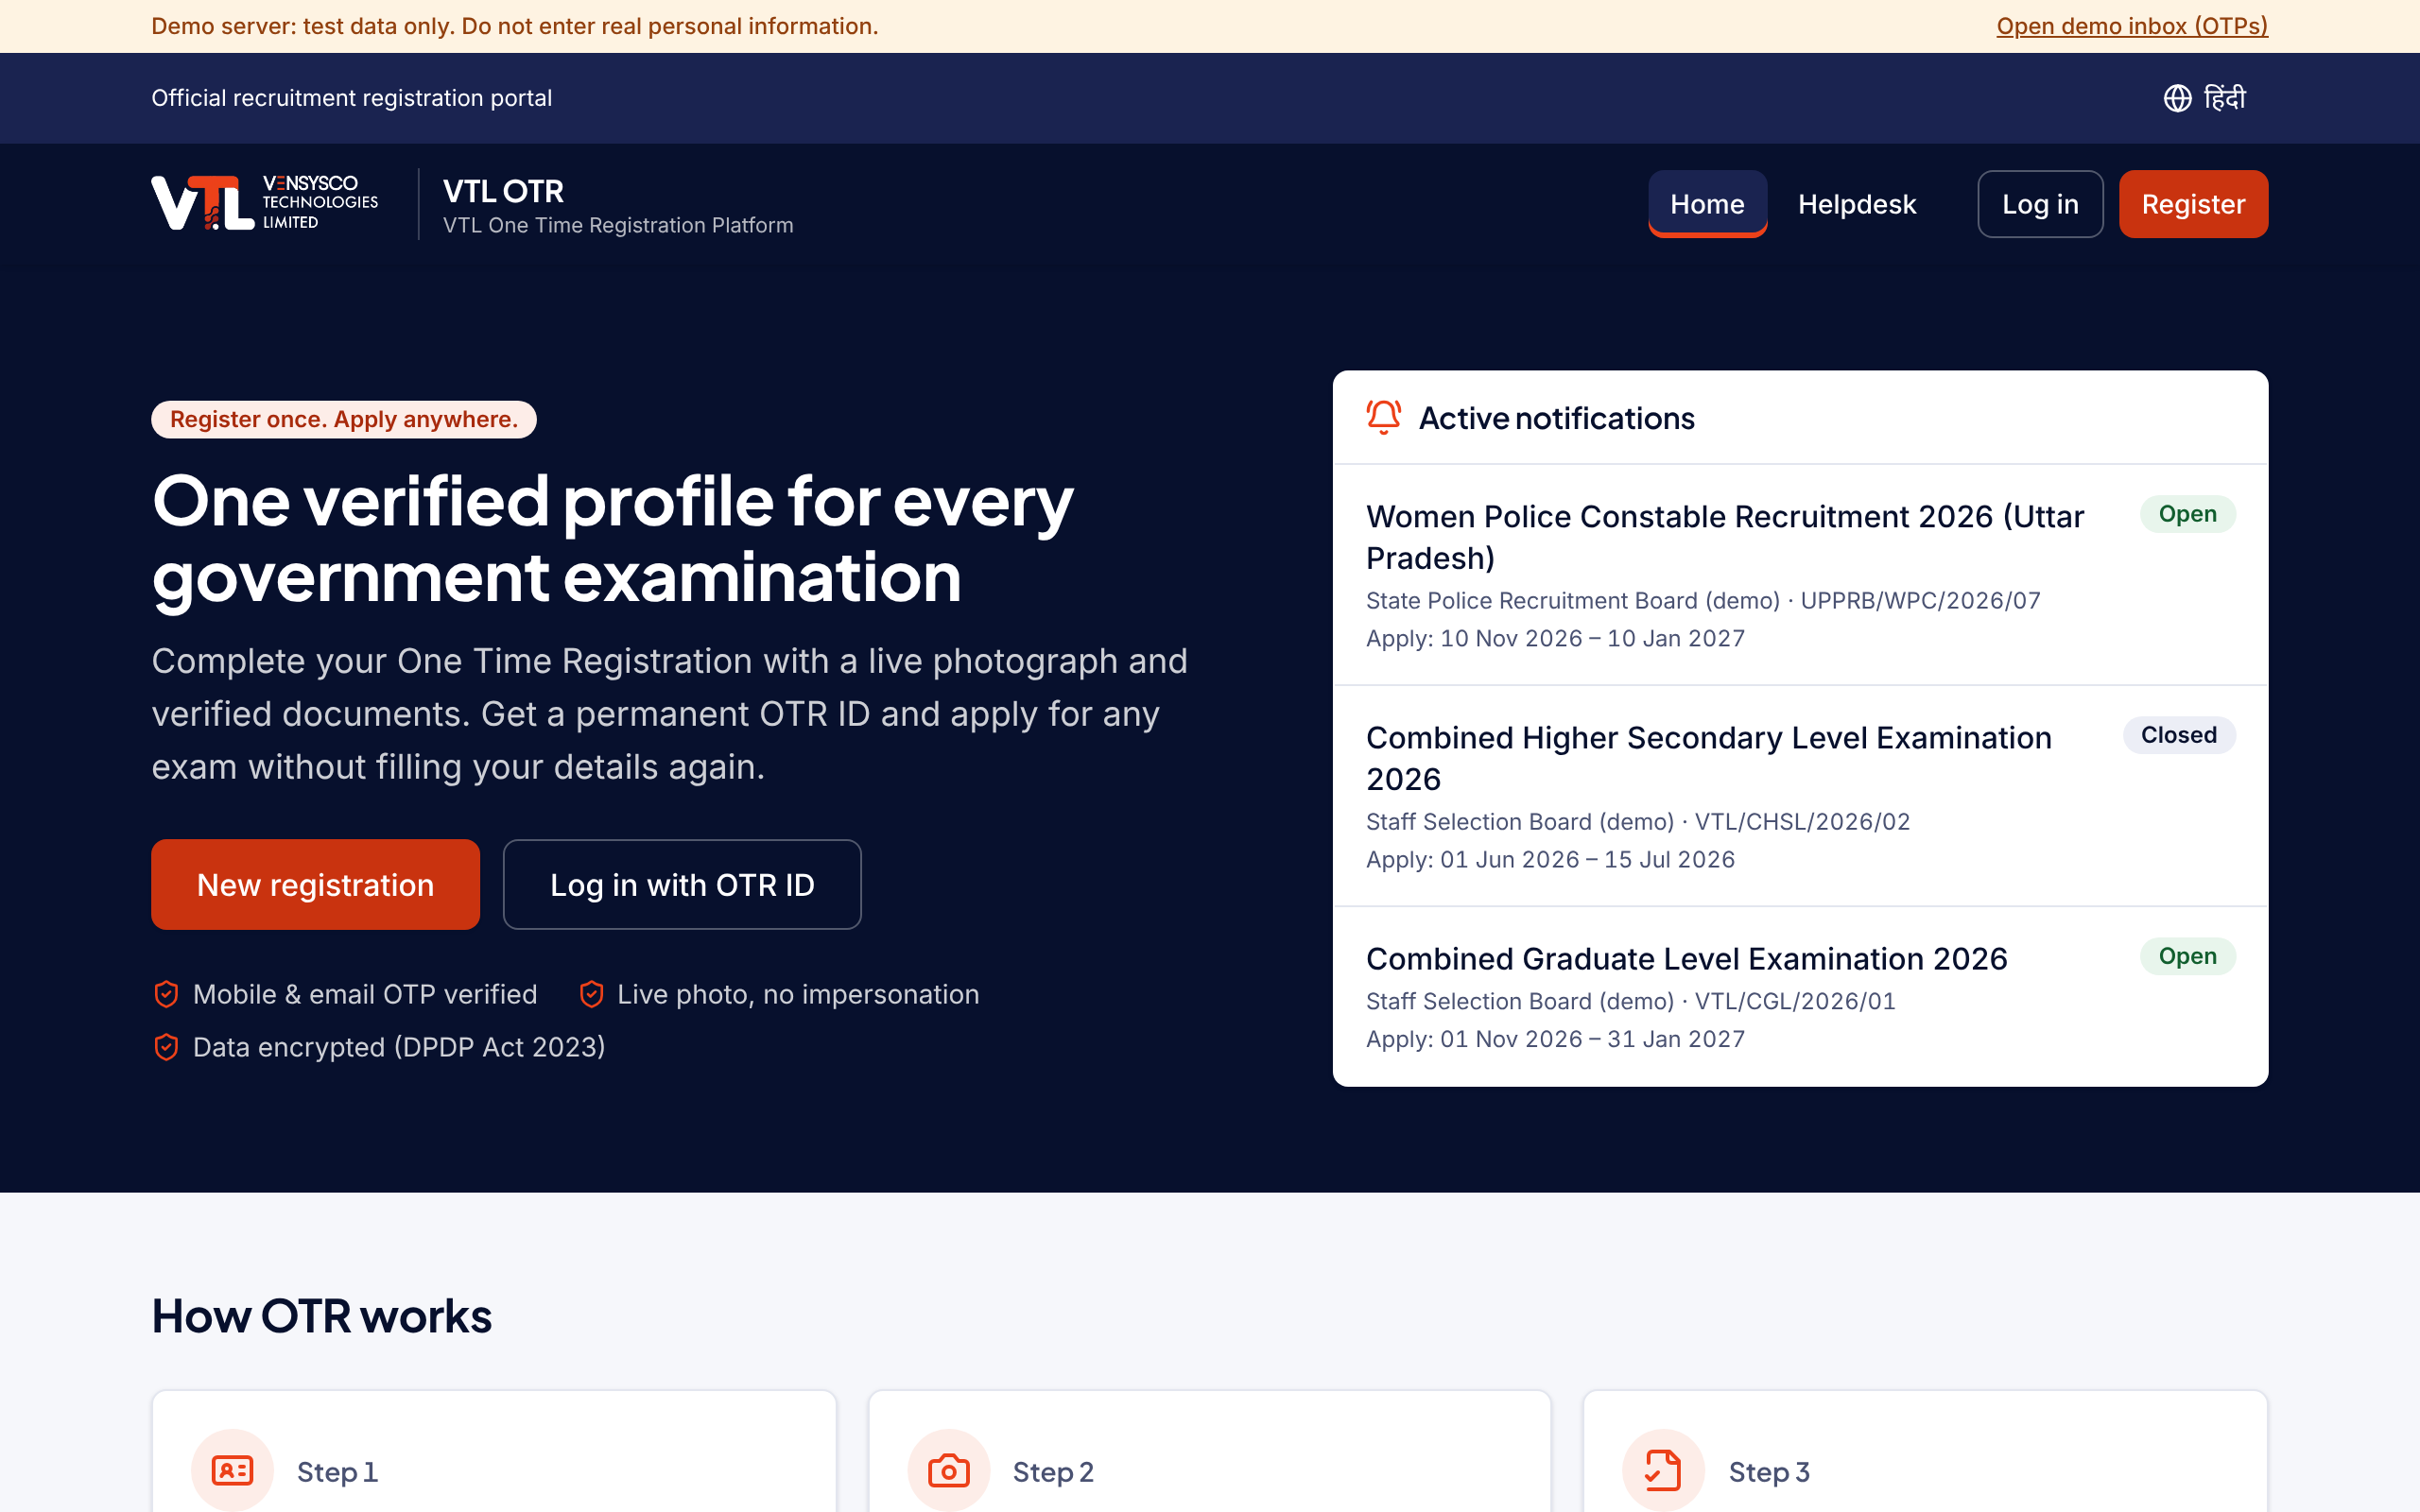 Demo server: test data only. Do not enter real personal information.
Open demo inbox (OTPs)
Official recruitment registration portal
हिंदी
VTL
VENSYSCO
TECHNOLOGIES
LIMITED
VTL OTR
VTL One Time Registration Platform
Home
Helpdesk
Log in
Register
Register once. Apply anywhere.
One verified profile for every
government examination
Complete your One Time Registration with a live photograph and
verified documents. Get a permanent OTR ID and apply for any
exam without filling your details again.
New registration
Log in with OTR ID
Mobile & email OTP verified
Live photo, no impersonation
Data encrypted (DPDP Act 2023)
Active notifications
Women Police Constable Recruitment 2026 (Uttar
Pradesh)
Open
State Police Recruitment Board (demo) · UPPRB/WPC/2026/07
Apply: 10 Nov 2026 – 10 Jan 2027
Combined Higher Secondary Level Examination
2026
Closed
Staff Selection Board (demo) · VTL/CHSL/2026/02
Apply: 01 Jun 2026 – 15 Jul 2026
Combined Graduate Level Examination 2026
Open
Staff Selection Board (demo) · VTL/CGL/2026/01
Apply: 01 Nov 2026 – 31 Jan 2027
How OTR works
Step 1
Step 2
Step 3